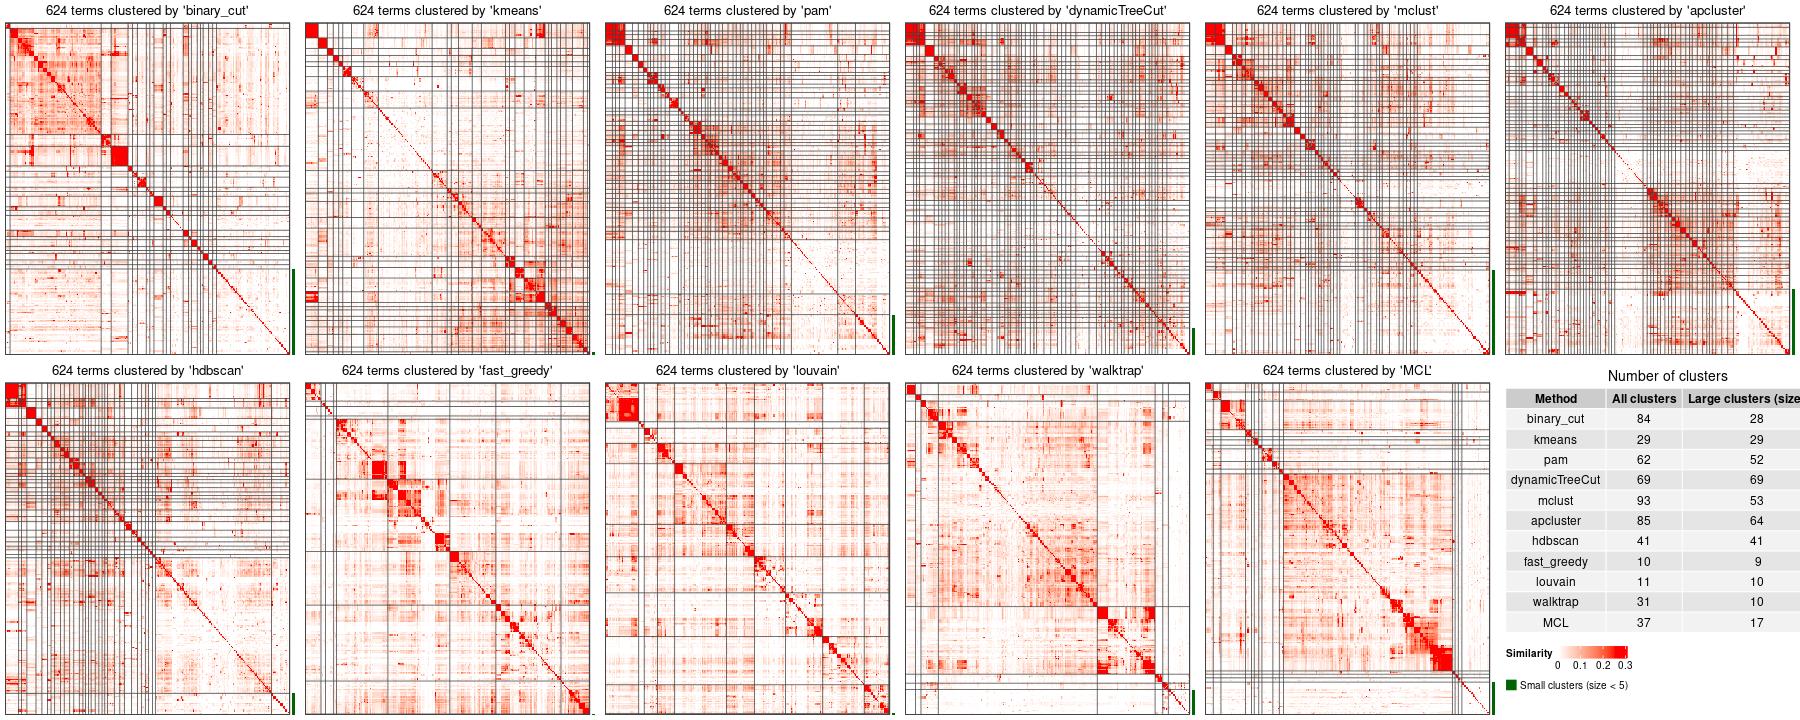 624 terms clustered by 'binary_cut'
624 terms clustered by 'kmeans'
624 terms clustered by 'pam'
624 terms clustered by 'dynamicTreeCut'
624 terms clustered by 'mclust'
624 terms clustered by 'apcluster'
624 terms clustered by 'hdbscan'
624 terms clustered by 'fast_greedy'
624 terms clustered by 'louvain'
624 terms clustered by 'walktrap'
624 terms clustered by 'MCL'
Number of clusters
Method All clusters Large clusters (size
binary_cut 84 28
kmeans 29 29
pam 62 52
dynamicTreeCut 69 69
mclust 93 53
apcluster 85 64
hdbscan 41 41
fast_greedy 10 9
louvain 11 10
walktrap 31 10
MCL 37 17
Similarity
0 0.1 0.2 0.3
Small clusters (size < 5)